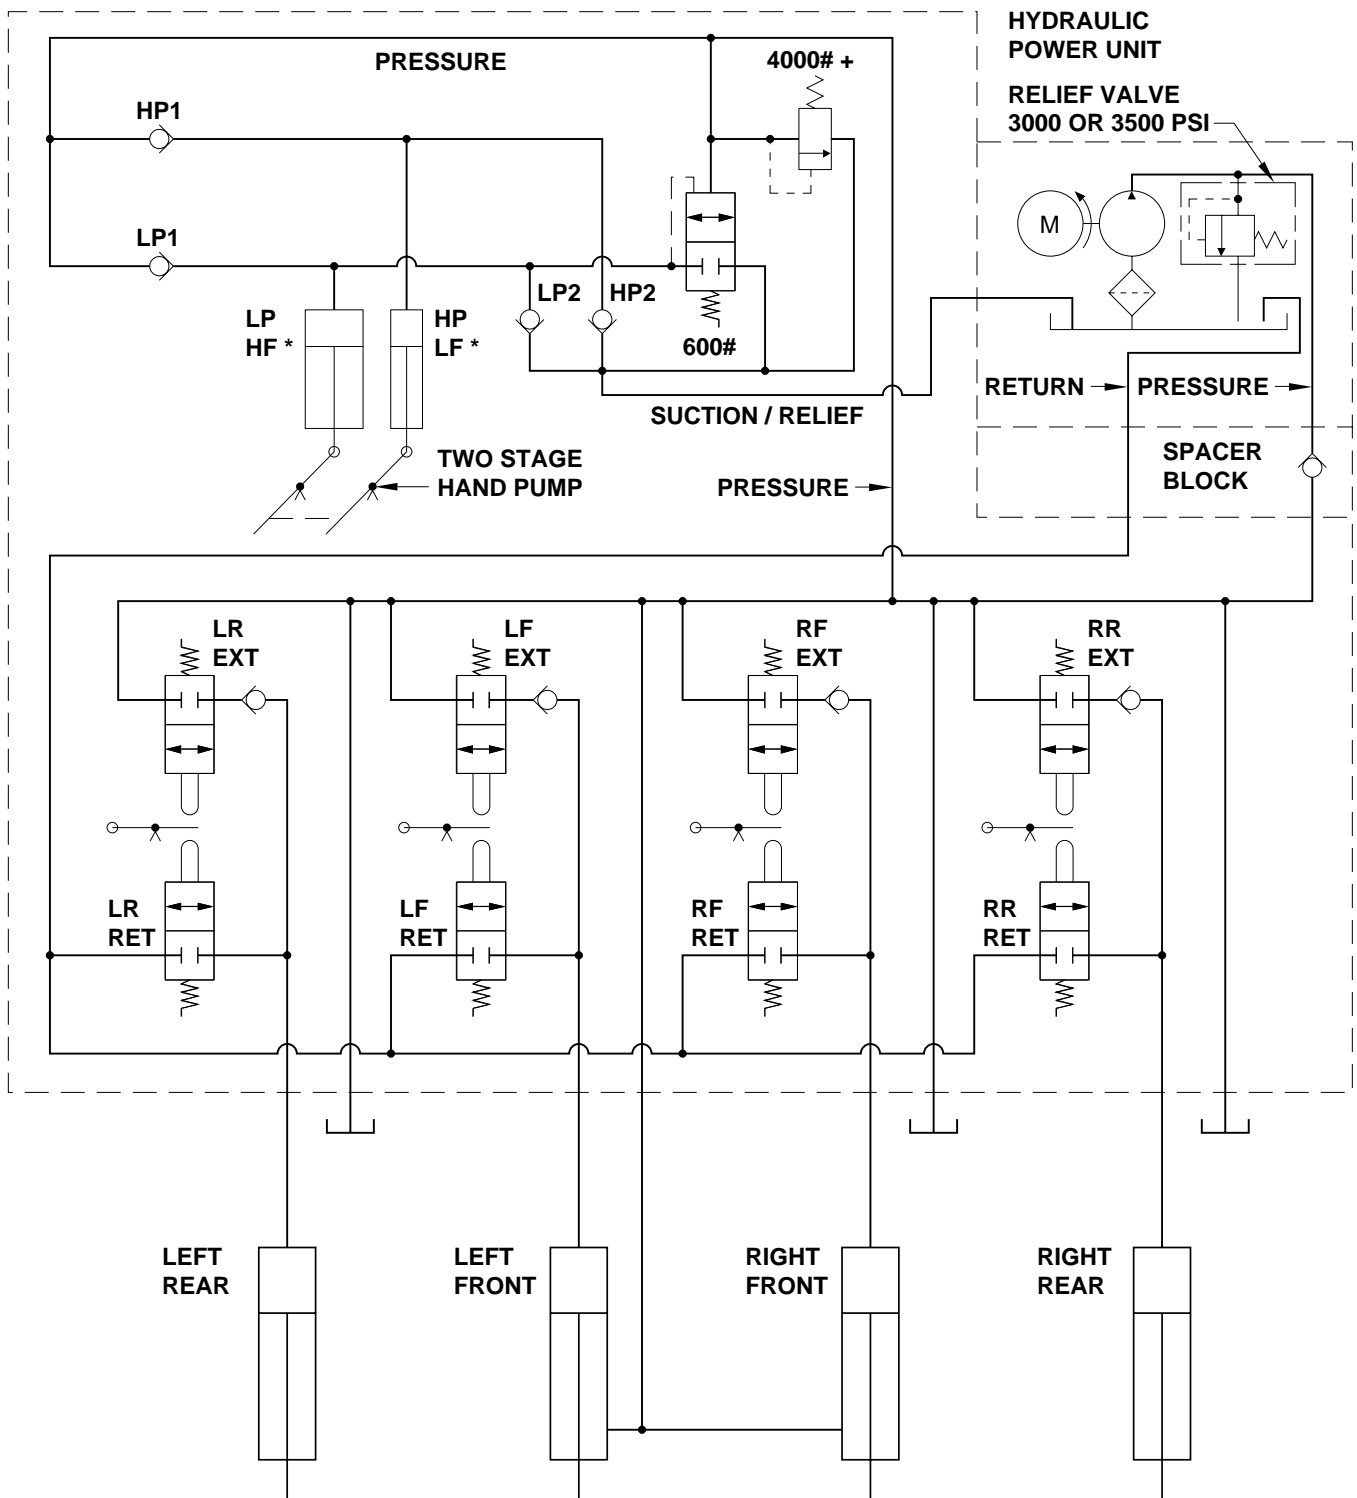 HYDRAULIC
POWER UNIT
PRESSURE
4000# +
RELIEF VALVE
3000 OR 3500 PSI
HP1
M
LP1
LP2
HP2
LP
HF *
HP
LF *
600#
RETURN
PRESSURE
SUCTION / RELIEF
TWO STAGE
HAND PUMP
PRESSURE
SPACER
BLOCK
LR
EXT
LF
EXT
RF
EXT
RR
EXT
LR
RET
LF
RET
RF
RET
RR
RET
LEFT
REAR
LEFT
FRONT
RIGHT
FRONT
RIGHT
REAR